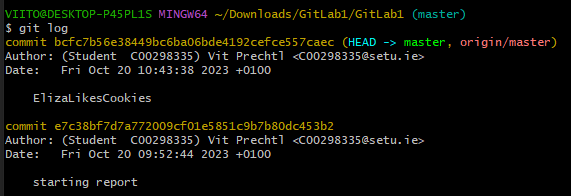 VIITO@DESKTOP-P45PL1S MINGW64 ~/Downloads/GitLab1/GitLab1 (master)
$ git log
commit bcfc7b56e38449bc6ba06bde4192cefce557caec (HEAD -> master, origin/master)
Author: (Student  C00298335) Vit Prechtl <C00298335@setu.ie>
Date:   Fri Oct 20 10:43:38 2023 +0100
    ElizaLikesCookies
commit e7c38bf7d7a772009cf01e5851c9b7b80dc453b2
Author: (Student  C00298335) Vit Prechtl <C00298335@setu.ie>
Date:   Fri Oct 20 09:52:44 2023 +0100
    starting report